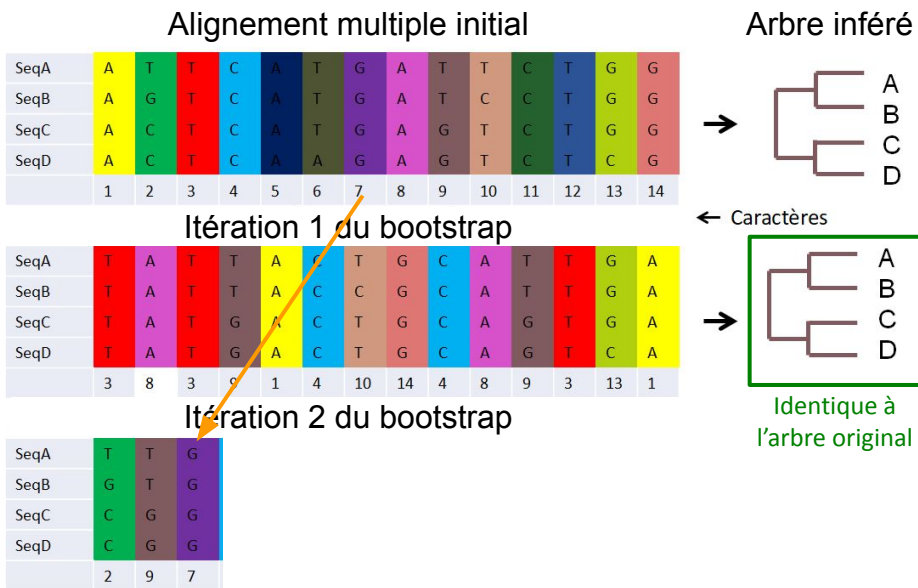 Alignement multiple initial
Arbre inféré
SeqA A T T C A T G A T T C T G G
SeqB A G T C A T G A T C C T G G
SeqC A C T C A T G A G T C T G G
SeqD A C T C A A G A G T C T C G
1 2 3 4 5 6 7 8 9 10 11 12 13 14
A
B
C
D
← Caractères
Itération 1 du bootstrap
SeqA T A T T A C T G C A T T G A
SeqB T A T T A C C G C A T T G A
SeqC T A T G A C T G C A G T G A
SeqD T A T G A C T G C A G T C A
3 8 3 9 1 4 10 14 4 8 9 3 13 1
A
B
C
D
Identique à
l'arbre original
Itération 2 du bootstrap
SeqA T T G
SeqB G T G
SeqC C G G
SeqD C G G
2 9 7